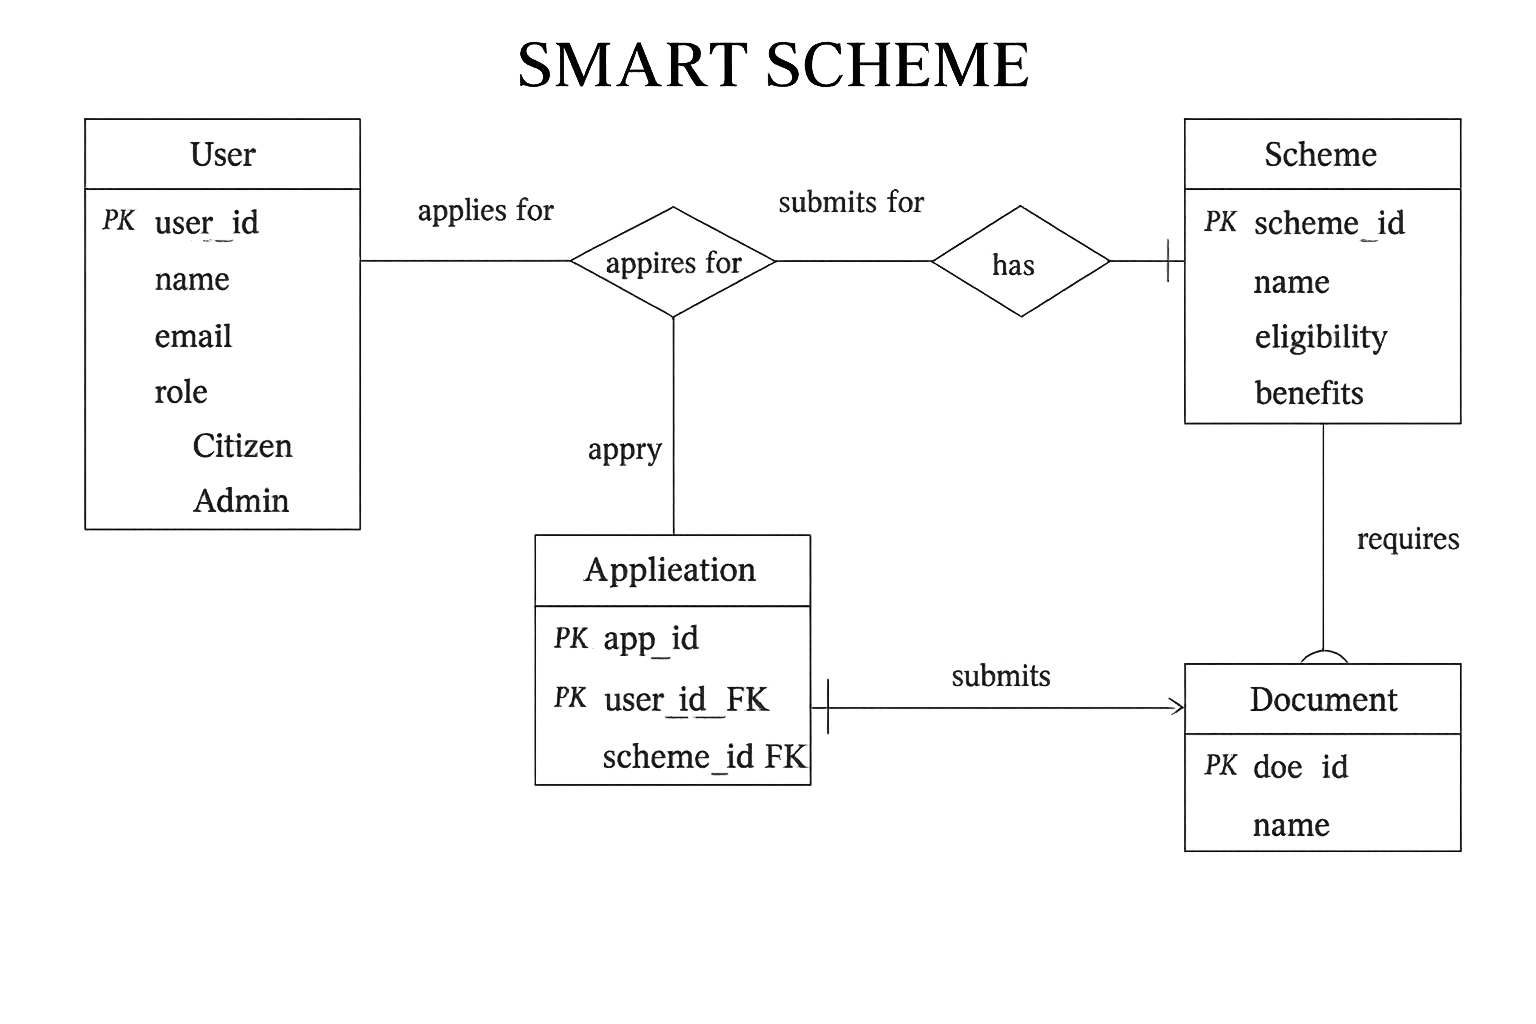 SMART SCHEME
User
PK user_id
name
email
role
Citizen
Admin
applies for
appires for
submits for
has
Scheme
PK scheme_id
name
eligibility
benefits
appry
requires
Applieation
PK app_id
PK user_id_FK
scheme_id FK
submits
Document
PK doe id
name